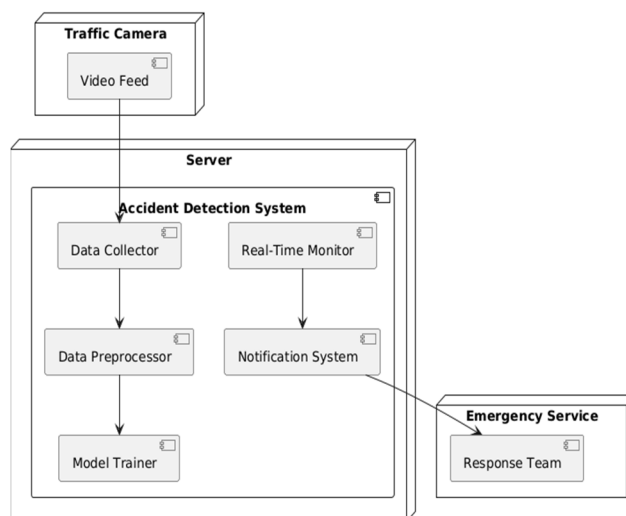 Traffic Camera
Video Feed
Server
Accident Detection System
Data Collector
Real-Time Monitor
Data Preprocessor
Notification System
Emergency Service
Model Trainer
Response Team